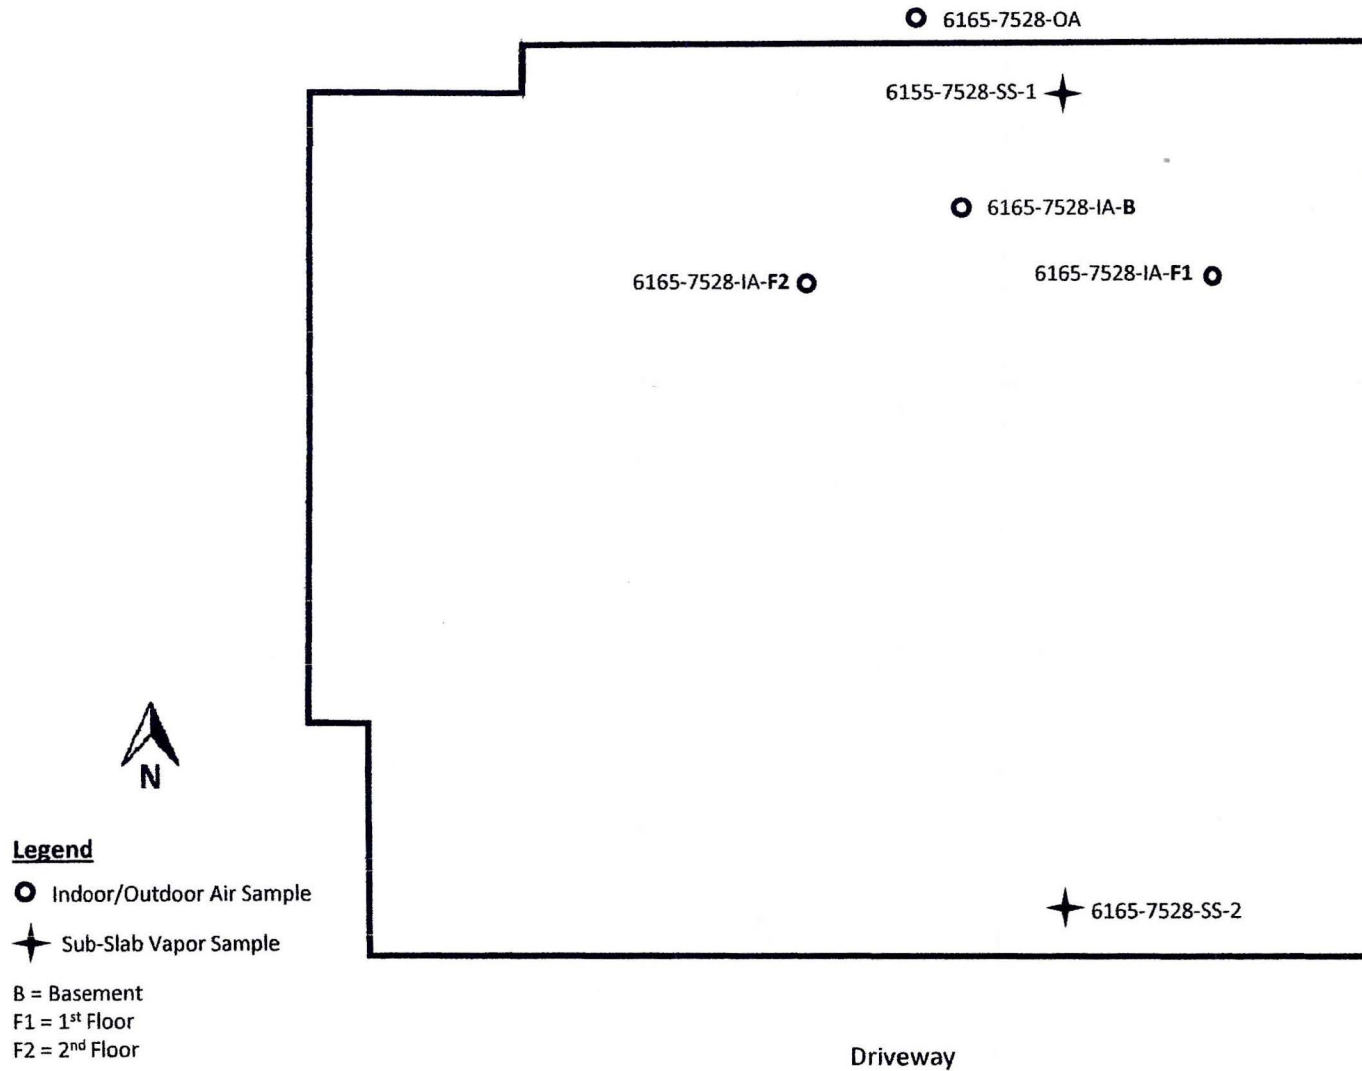 6165-7528-OA
6155-7528-SS-1
6165-7528-IA-B
6165-7528-IA-F2
6165-7528-IA-F1
N
Legend
Indoor/Outdoor Air Sample
Sub-Slab Vapor Sample
6165-7528-SS-2
B = Basement
F1 = 1st Floor
F2 = 2nd Floor
Driveway